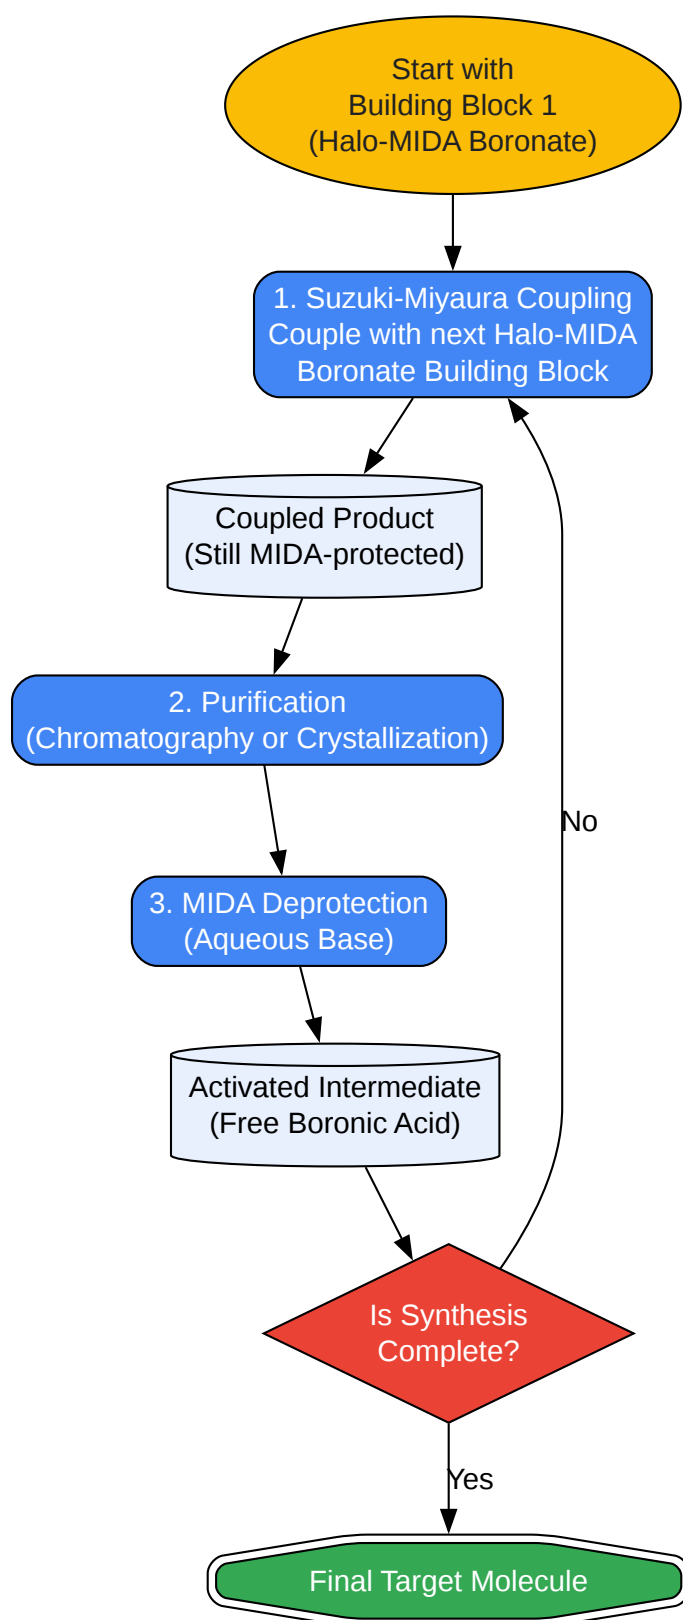 Start with
Building Block 1
(Halo-MIDA Boronate)
1. Suzuki-Miyaura Coupling
Couple with next Halo-MIDA
Boronate Building Block
Coupled Product
(Still MIDA-protected)
2. Purification
(Chromatography or Crystallization)
No
3. MIDA Deprotection
(Aqueous Base)
Activated Intermediate
(Free Boronic Acid)
Is Synthesis
Complete?
Yes
Final Target Molecule